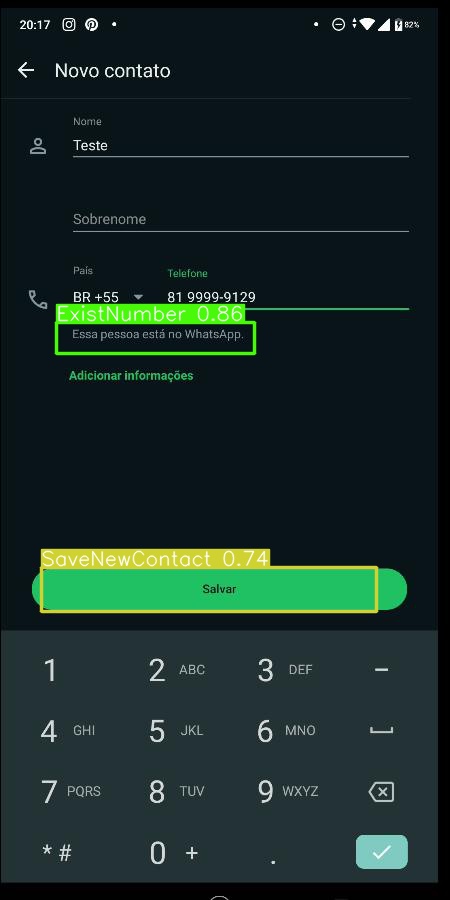 20:17
82%
Novo contato
Nome
Teste
Sobrenome
País
Telefone
BR +55
81 9999-9129
ExistNumber 0.86
Essa pessoa está no WhatsApp.
Adicionar informações
SaveNewContact 0.74
Salvar
1 2 ABC 3 DEF –
4 GHI 5 JKL 6 MNO
7 PQRS 8 TUV 9 WXYZ
* # 0 + .